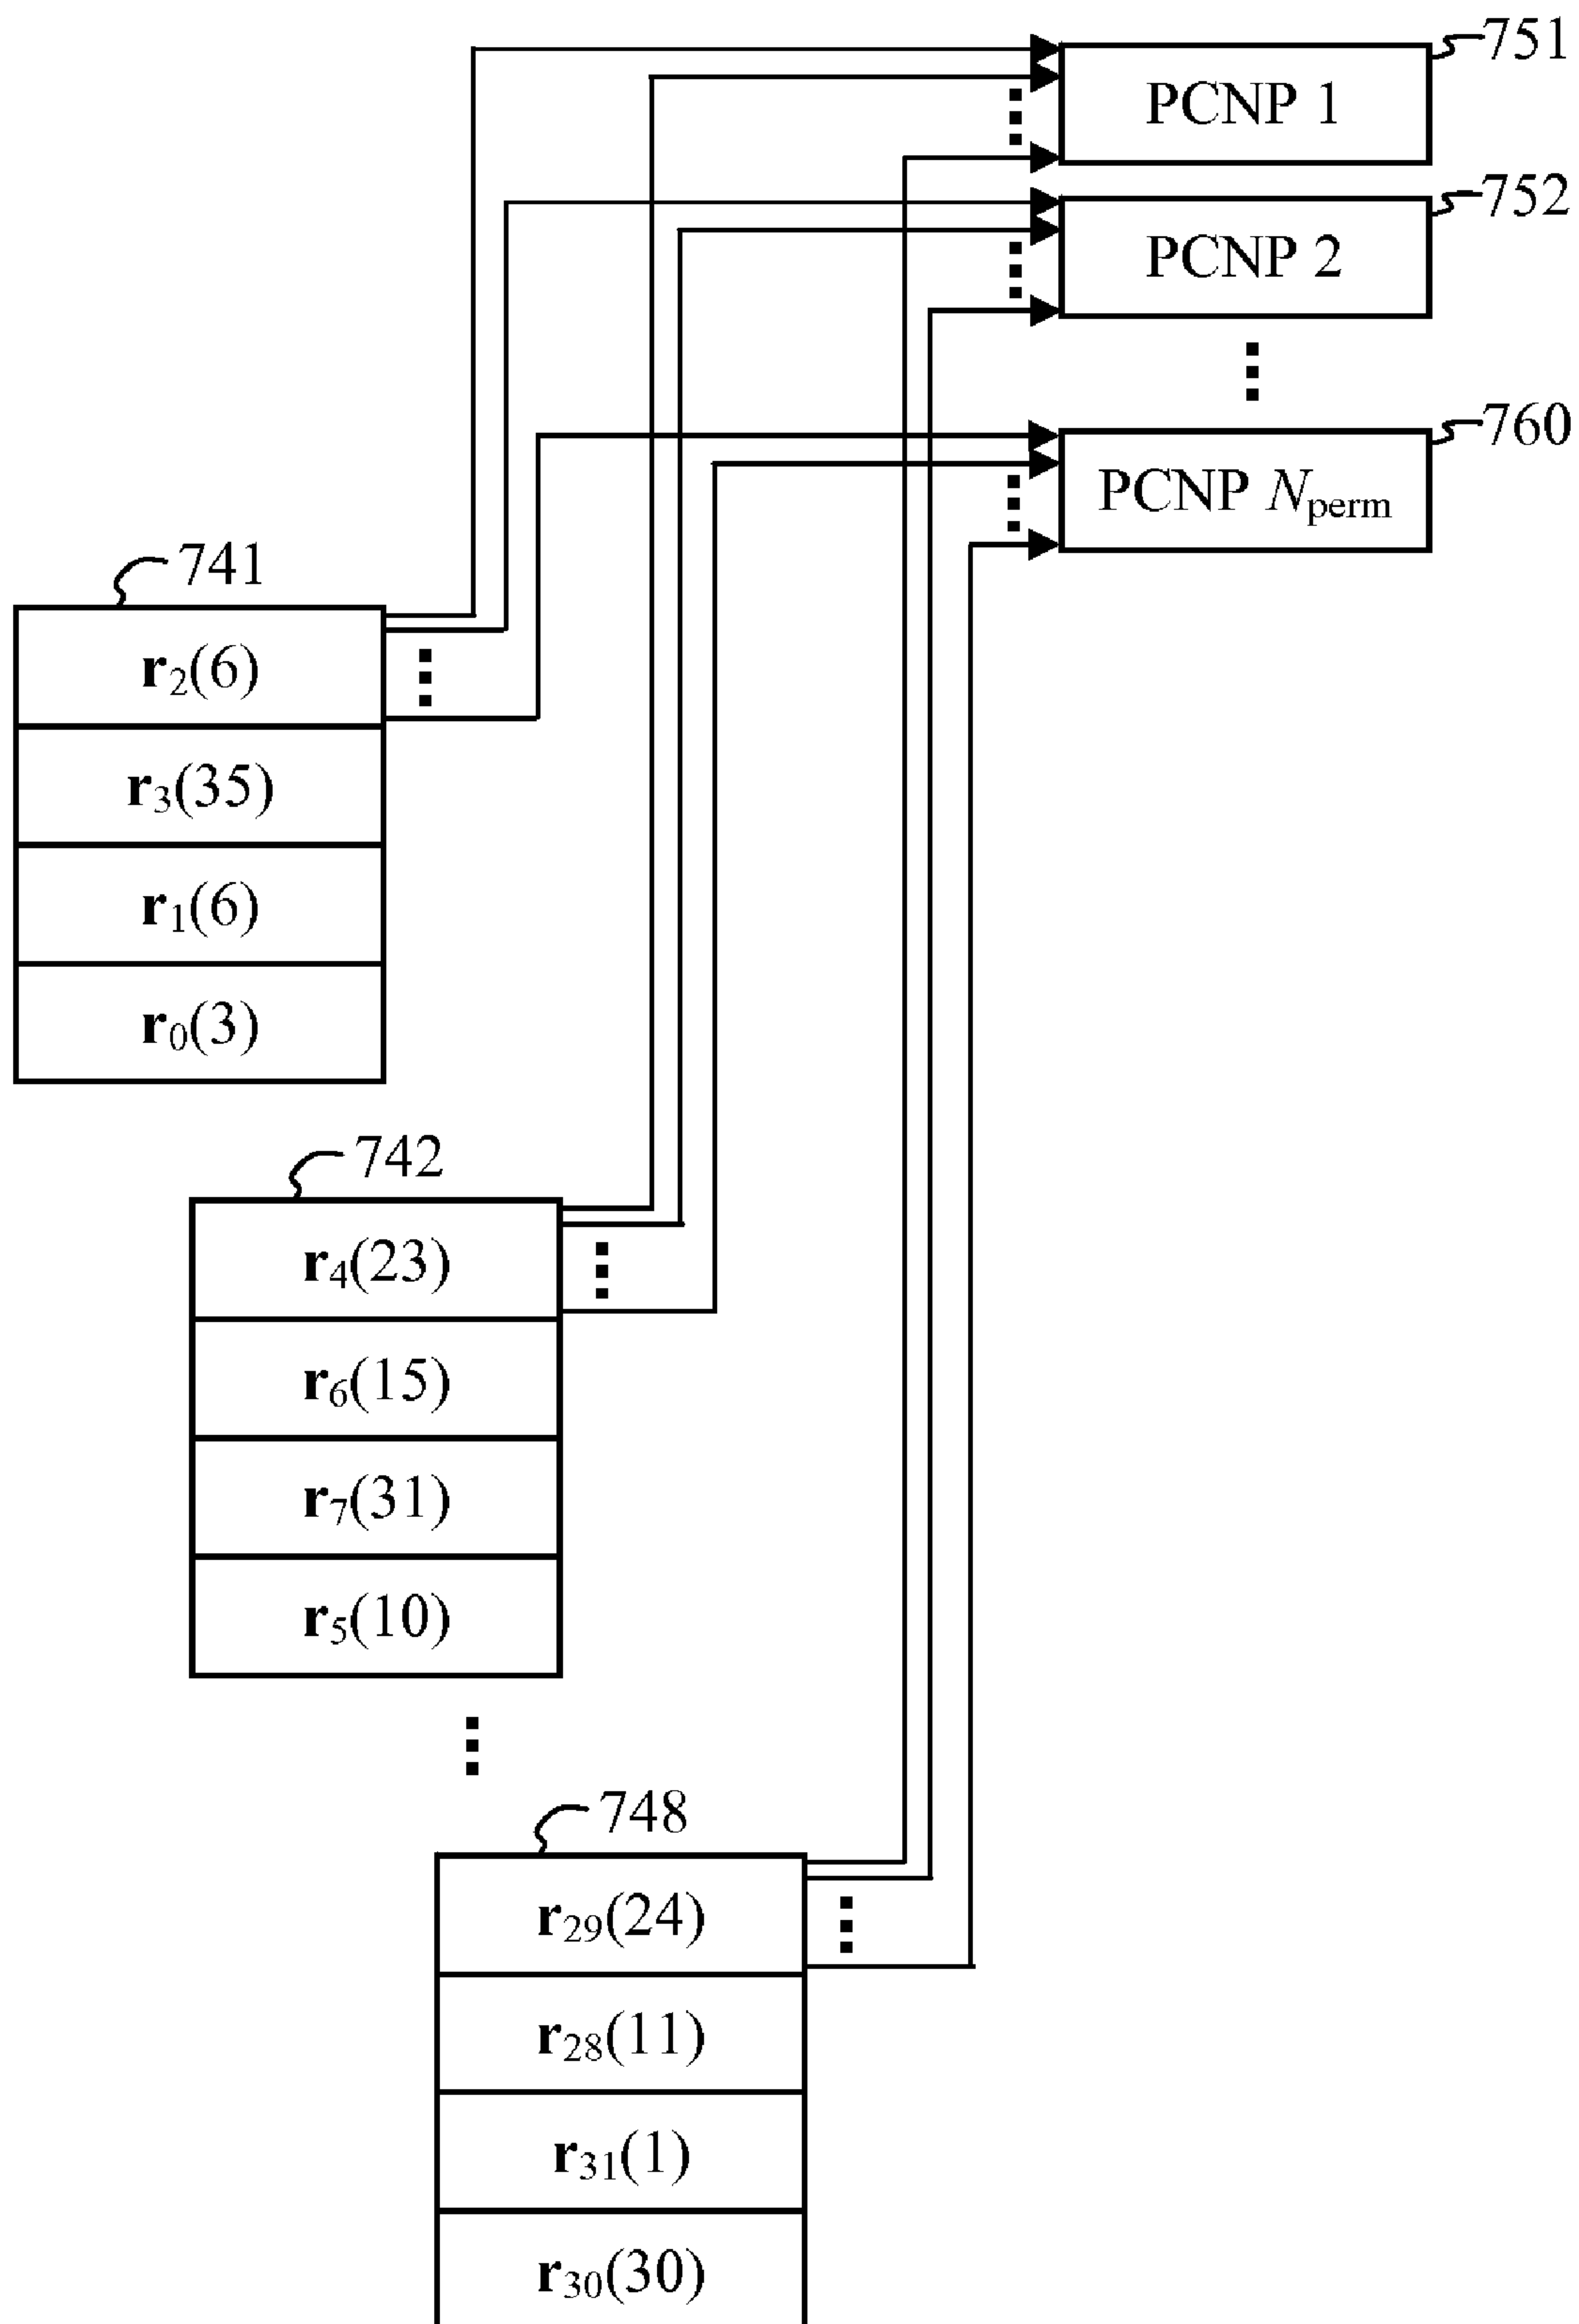 751
PCNP 1
752
PCNP 2
760
PCNP Nperm
741
r2(6)
r3(35)
r1(6)
r0(3)
742
r4(23)
r6(15)
r7(31)
r5(10)
748
r29(24)
r28(11)
r31(1)
r30(30)